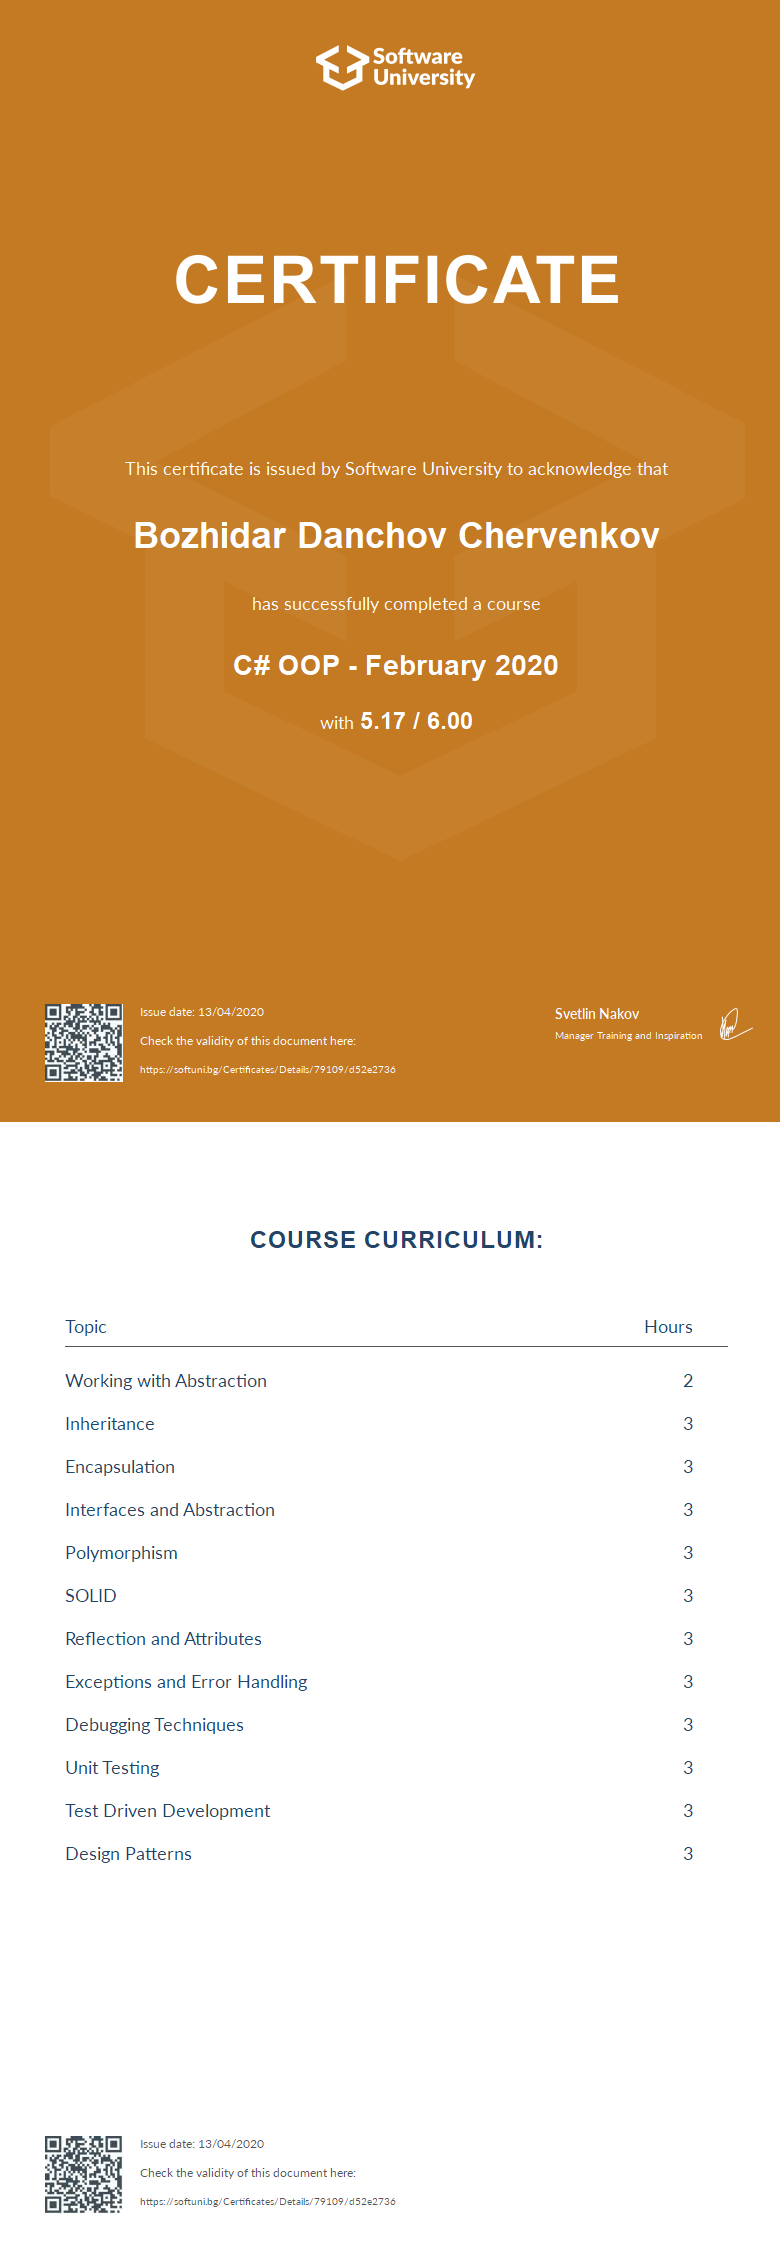 Software
University
CERTIFICATE
This certificate is issued by Software University to acknowledge that
Bozhidar Danchov Chervenkov
has successfully completed a course
C# OOP - February 2020
with 5.17 / 6.00
Issue date: 13/04/2020
Check the validity of this document here:
https://softuni.bg/Certificates/Details/79109/d52e2736
Svetlin Nakov
Manager Training and Inspiration
COURSE CURRICULUM:
Topic Hours
Working with Abstraction 2
Inheritance 3
Encapsulation 3
Interfaces and Abstraction 3
Polymorphism 3
SOLID 3
Reflection and Attributes 3
Exceptions and Error Handling 3
Debugging Techniques 3
Unit Testing 3
Test Driven Development 3
Design Patterns 3
Issue date: 13/04/2020
Check the validity of this document here:
https://softuni.bg/Certificates/Details/79109/d52e2736